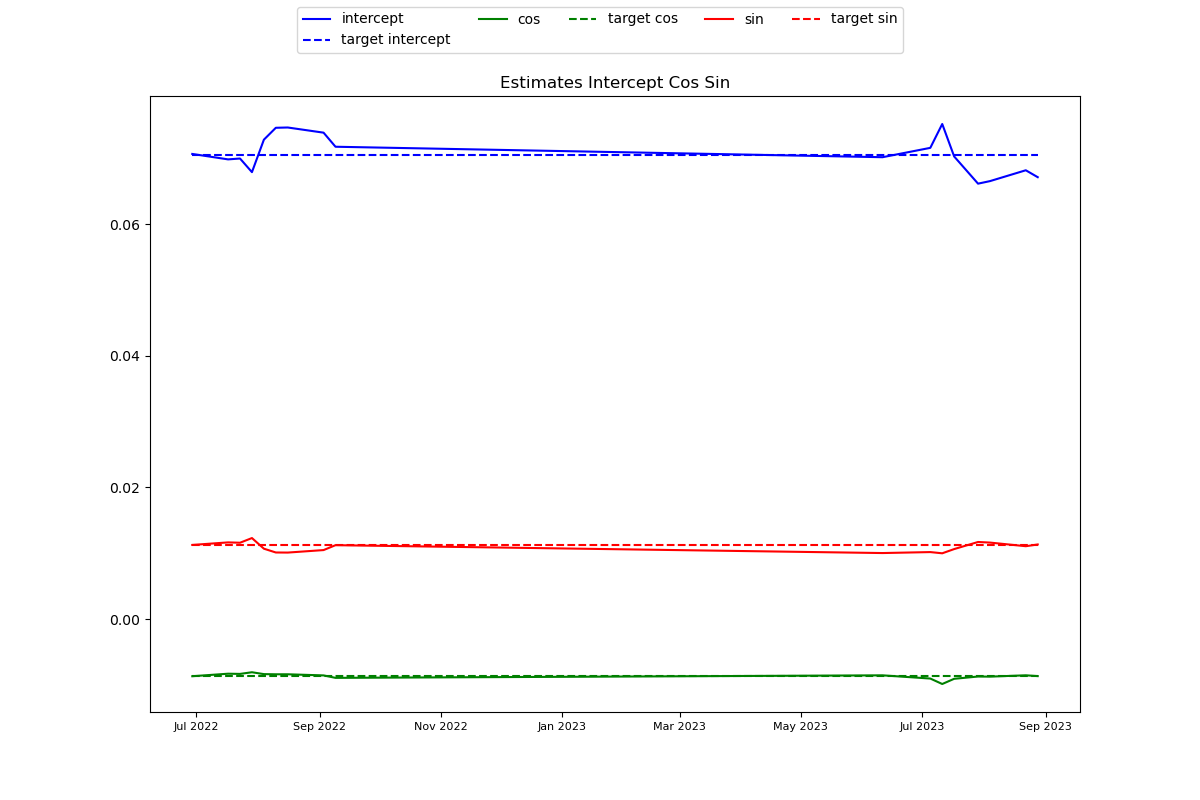 intercept cos target cos sin target sin
target intercept
Estimates Intercept Cos Sin
0.06
0.04
0.02
0.00
Jul 2022 Sep 2022 Nov 2022 Jan 2023 Mar 2023 May 2023 Jul 2023 Sep 2023